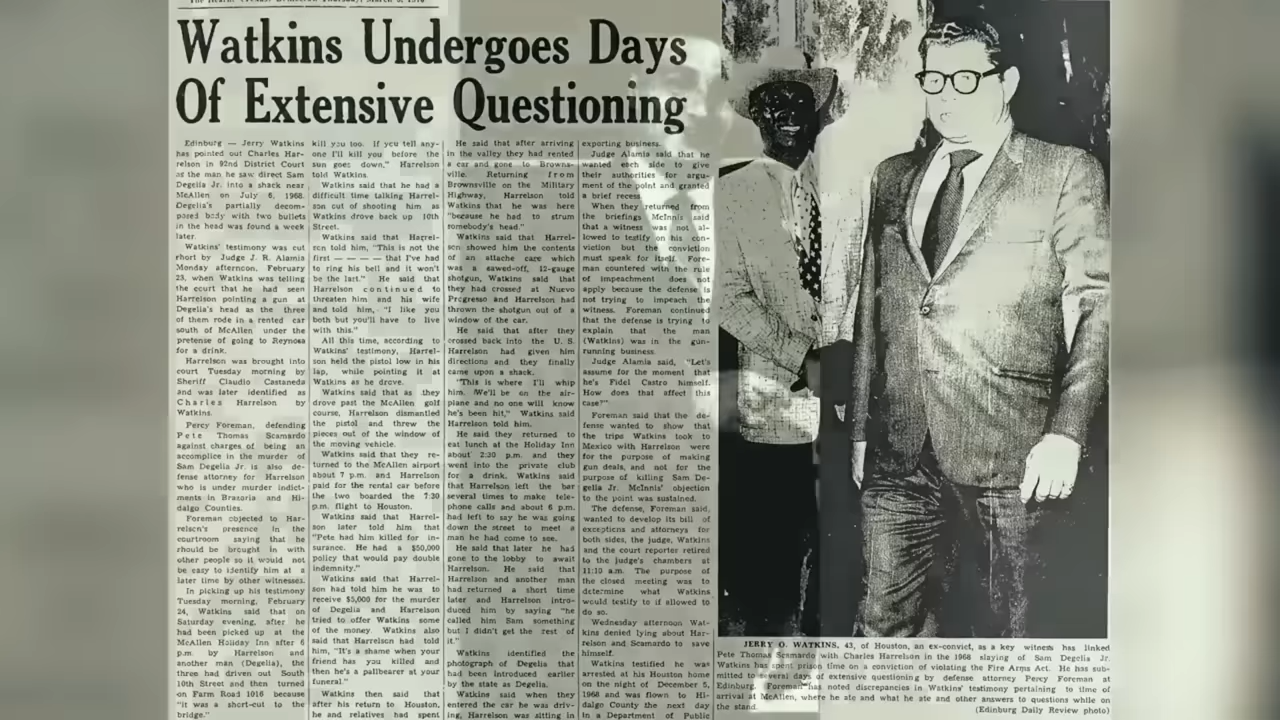 Watkins Undergoes Days
Of Extensive Questioning
Edinburg — Jerry Watkins
has pointed out Charles Har-
relson in 92nd District Court
as the man he saw direct Sam
Degelia Jr. into a shack near
McAllen on July 6, 1968.
Degelia's partially decom-
posed body with two bullets
in the head was found a week
later.
Watkins' testimony was cut
short by Judge J. R. Alamia
Monday afternoon, February
23, when Watkins was telling
the court that he had seen
Harrelson pointing a gun at
Degelia's head as the three
of them rode in a rented car
south of McAllen under the
pretense of going to Reynosa
for a drink.
Harrelson was brought into
court Tuesday morning by
Sheriff Claudio Castaneda
and was later identified as
Charles Harrelson by
Watkins.
Percy Foreman, defending
Pete Thomas Scamardo
against charges of being an
accomplice in the murder of
Sam Degelia Jr. is also de-
fense attorney for Harrelson
who is under murder indict-
ments in Brazoria and Hi-
dalgo Counties.
Foreman objected to Har-
relson's presence in the
courtroom saying that he
should be brought in with
other people so it would not
be easy to identify him at a
later time by other witnesses.
In picking up his testimony
Tuesday morning, February
24, Watkins said that on
Saturday evening, after he
had been picked up at the
McAllen Holiday Inn after 6
p.m. by Harrelson and
another man (Degelia), the
three had driven out South
10th Street and then turned
on Farm Road 1016 because
"it was a short-cut to the
bridge."
kill you too. If you tell any-
one I'll kill you before the
sun goes down," Harrelson
told Watkins.
Watkins said that he had a
difficult time talking Harrel-
son out of shooting him as
Watkins drove back up 10th
Street.
Watkins said that Harrel-
son told him, "This is not the
first — — — — that I've had
to ring his bell and it won't
be the last." He said that
Harrelson continued to
threaten him and his wife
and told him, "I like you
both but you'll have to live
with this."
All this time, according to
Watkins' testimony, Harrel-
son held the pistol low in his
lap, while pointing it at
Watkins as he drove.
Watkins said that as they
drove past the McAllen golf
course, Harrelson dismantled
the pistol and threw the
pieces out of the window of
the moving vehicle.
Watkins said that they re-
turned to the McAllen airport
about 7 p.m. and Harrelson
paid for the rental car before
the two boarded the 7:30
p.m. flight to Houston.
Watkins said that Harrel-
son later told him that
"Pete had him killed for in-
surance. He had a $50,000
policy that would pay double
indemnity."
Watkins said that Harrel-
son had told him he was to
receive $5,000 for the murder
of Degelia and Harrelson
tried to offer Watkins some
of the money. Watkins also
said that Harrelson had told
him, "It's a shame when your
friend has you killed and
then he's a pallbearer at your
funeral."
Watkins then said that
after his return to Houston,
he and relatives had spent
He said that after arriving
in the valley they had rented
a car and gone to Browns-
ville. Returning from
Brownsville on the Military
Highway, Harrelson told
Watkins that he was here
"because he had to strum
somebody's head."
Watkins said that Harrel-
son showed him the contents
of an attache care which
was a sawed-off, 12-gauge
shotgun, Watkins said that
they had crossed at Nuevo
Progreso and Harrelson had
thrown the shotgun out of a
window of the car.
He said that after they
crossed back into the U. S.
Harrelson had given him
directions and they finally
came upon a shack.
"This is where I'll whip
him. We'll be on the air-
plane and no one will know
he's been hit," Watkins said
Harrelson told him.
He said they returned to
eat lunch at the Holiday Inn
about 2:30 p.m. and they
went into the private club
for a drink. Watkins said
that Harrelson left the bar
several times to make tele-
phone calls and about 6 p.m.
had left to say he was going
down the street to meet a
man he had come to see.
He said that later he had
gone to the lobby to await
Harrelson. He said that
Harrelson and another man
had returned a short time
later and Harrelson intro-
duced him by saying "he
called him Sam something
but I didn't get the rest of
it."
Watkins identified the
photograph of Degelia that
had been introduced earlier
by the state as Degelia.
Watkins said when they
entered the car he was driv-
ing, Harrelson was sitting in
exporting business.
Judge Alamia said that he
wanted each side to give
their authorities for argu-
ment of the point and granted
a brief recess.
When they returned from
the briefings McInnis said
that a witness was not al-
lowed to testify on his con-
viction but the conviction
must speak for itself. Fore-
man countered with the rule
of impeachment does not
apply because the defense is
not trying to impeach the
witness. Foreman continued
that the defense is trying to
explain that the man
(Watkins) was in the gun-
running business.
Judge Alamia said, "Let's
assume for the moment that
he's Fidel Castro himself.
How does that affect this
case?"
Foreman said that the de-
fense wanted to show that
the trips Watkins took to
Mexico with Harrelson were
for the purpose of making
gun deals, and not for the
purpose of killing Sam De-
gelia Jr. McInnis' objection
to the point was sustained.
The defense, Foreman said,
wanted to develop its bill of
exceptions and attorneys for
both sides, the judge, Watkins
and the court reporter retired
to the judge's chambers at
11:10 a.m. The purpose of
the closed meeting was to
determine what Watkins
would testify to if allowed to
do so.
Wednesday afternoon Wat-
kins denied lying about Har-
relson and Scamardo to save
himself.
Watkins testified he was
arrested at his Houston home
on the night of December 5,
1968 and was flown to Hi-
dalgo County the next day
in a Department of Public
JERRY O. WATKINS, 43, of Houston, an ex-convict, as a key witness has linked
Pete Thomas Scamardo with Charles Harrelson in the 1968 slaying of Sam Degelia Jr.
Watkins has spent prison time on a conviction of violating the Fire Arms Act. He has sub-
mitted to several days of extensive questioning by defense attorney Percy Foreman at
Edinburg. Foreman has noted discrepancies in Watkins' testimony pertaining to time of
arrival at McAllen, where he ate and what he ate and other answers to questions while on
the stand.
(Edinburg Daily Review photo)